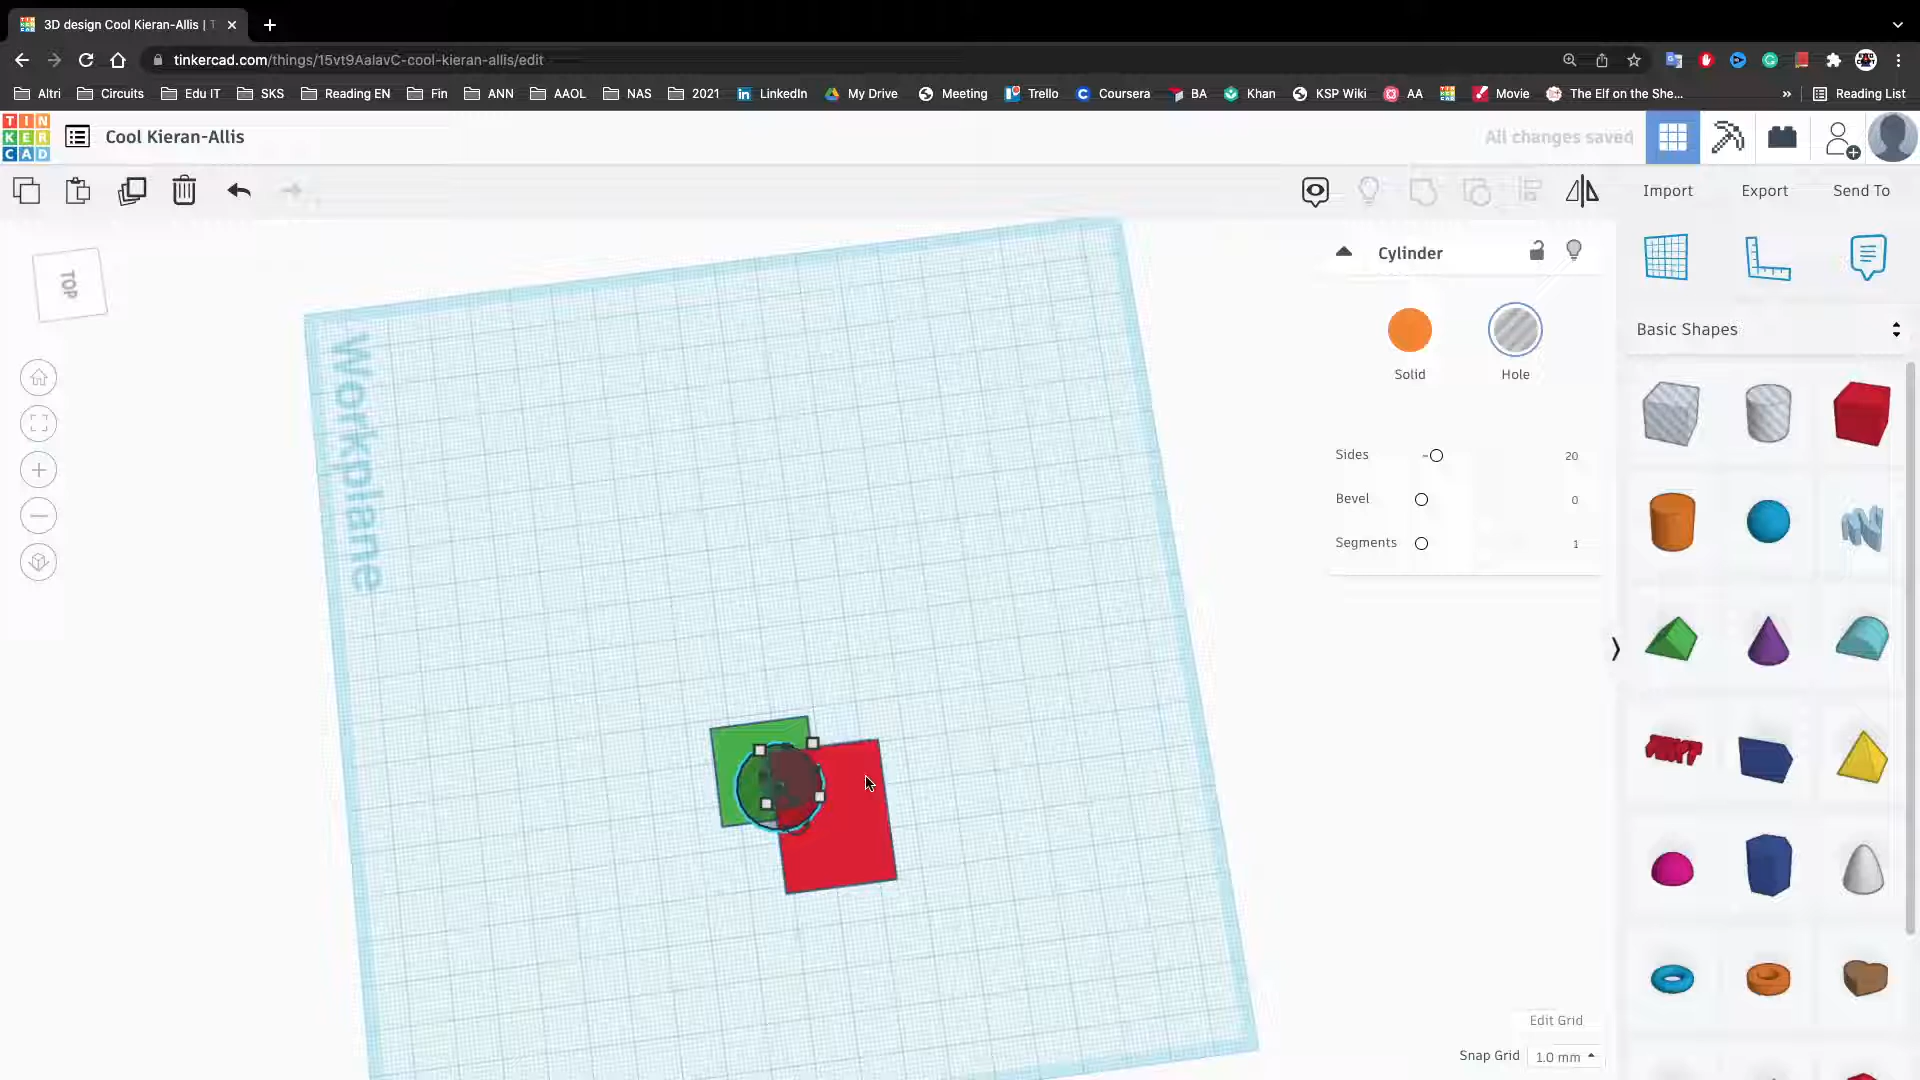 3D design Cool Kieran-Allis | T
tinkercad.com/things/15vt9AalavC-cool-kieran-allis/edit
Altri Circuits Edu IT SKS Reading EN Fin ANN AAOL NAS 2021 LinkedIn My Drive Meeting Trello Coursera BA Khan KSP Wiki AA Movie The Elf on the She... » Reading List
TIN
KER
CAD
Cool Kieran-Allis
All changes saved
Import Export Send To
TOP
Workplane
Cylinder
Solid Hole
Sides 20
Bevel 0
Segments 1
Basic Shapes
Edit Grid
Snap Grid 1.0 mm